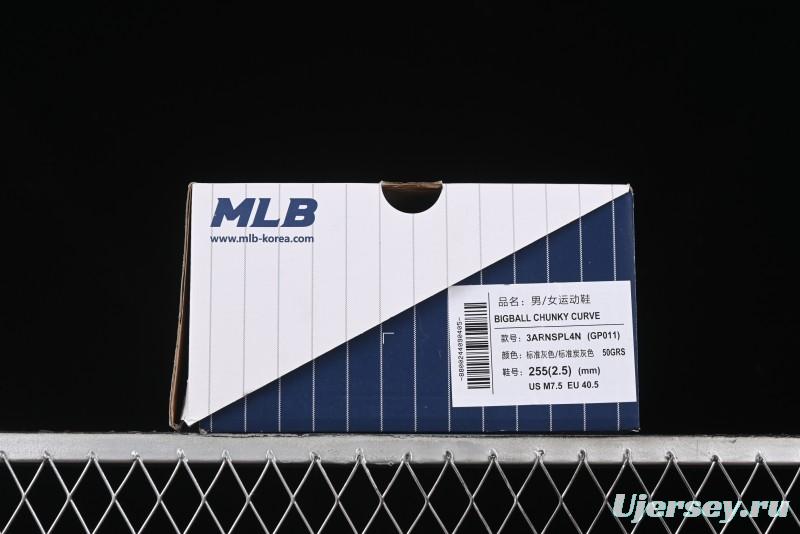 MLB
www.mlb-korea.com
品名：男/女运动鞋
BIGBALL CHUNKY CURVE
款号：3ARNSPL4N (GP011)
颜色：标准灰色/标准炭灰色 50GRS
鞋号：255(2.5) (mm)
US M7.5 EU 40.5
-8800244090405-
Ujersey.ru